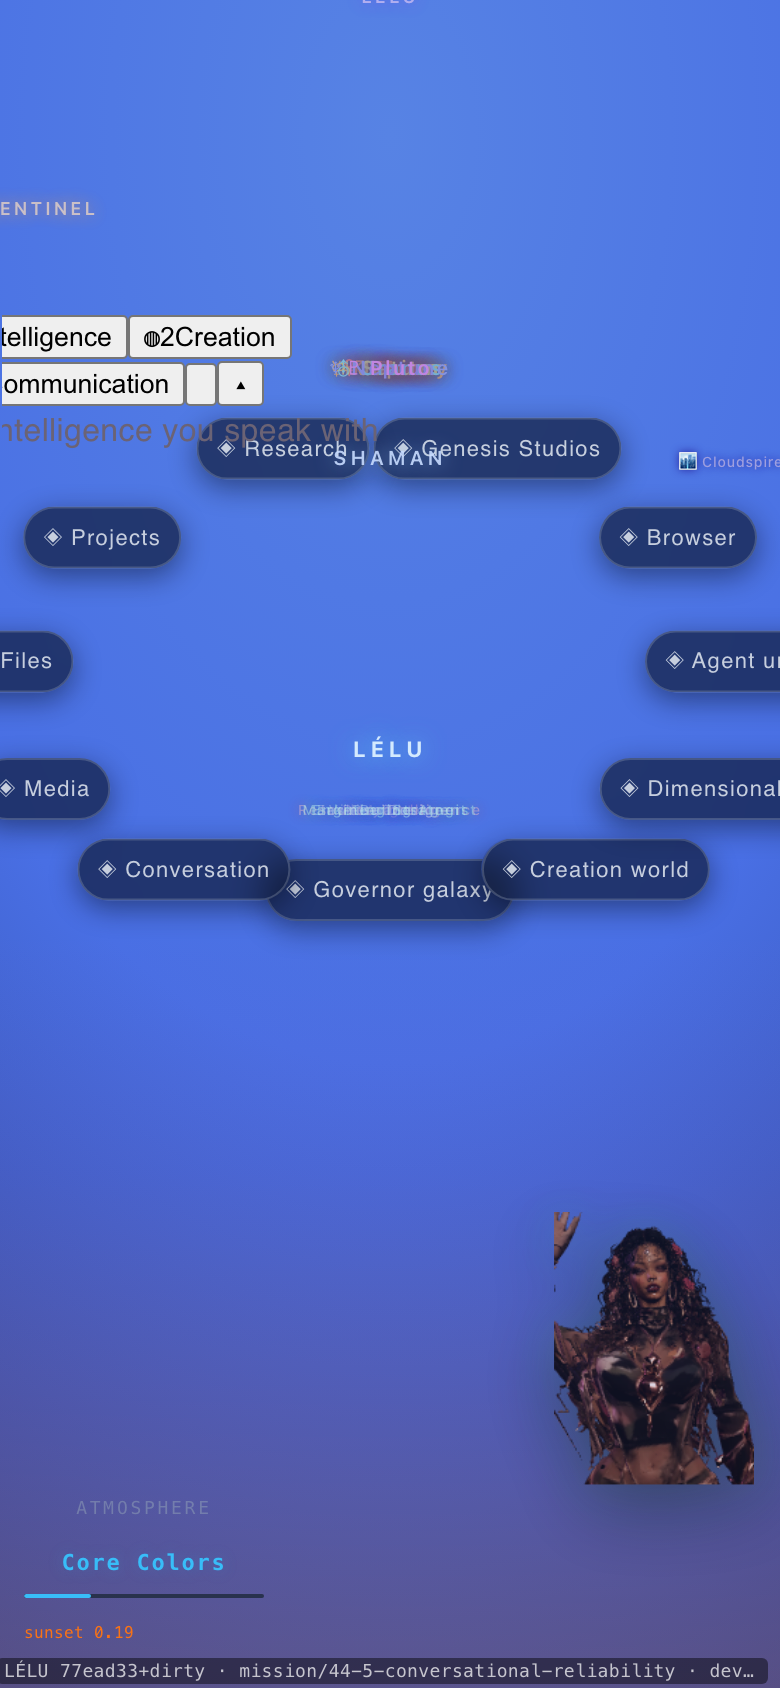 LÉLU
ENTINEL
telligence ◍2Creation
ommunication ▲
ntelligence you speak with
Pluto
◈ Research ◈ Genesis Studios
SHAMAN
Cloudspire
◈ Projects ◈ Browser
Files ◈ Agent
LÉLU
◈ Media ◈ Dimensional
◈ Conversation ◈ Creation world
◈ Governor galaxy
ATMOSPHERE
Core Colors
sunset 0.19
LÉLU 77ead33+dirty · mission/44-5-conversational-reliability · dev…